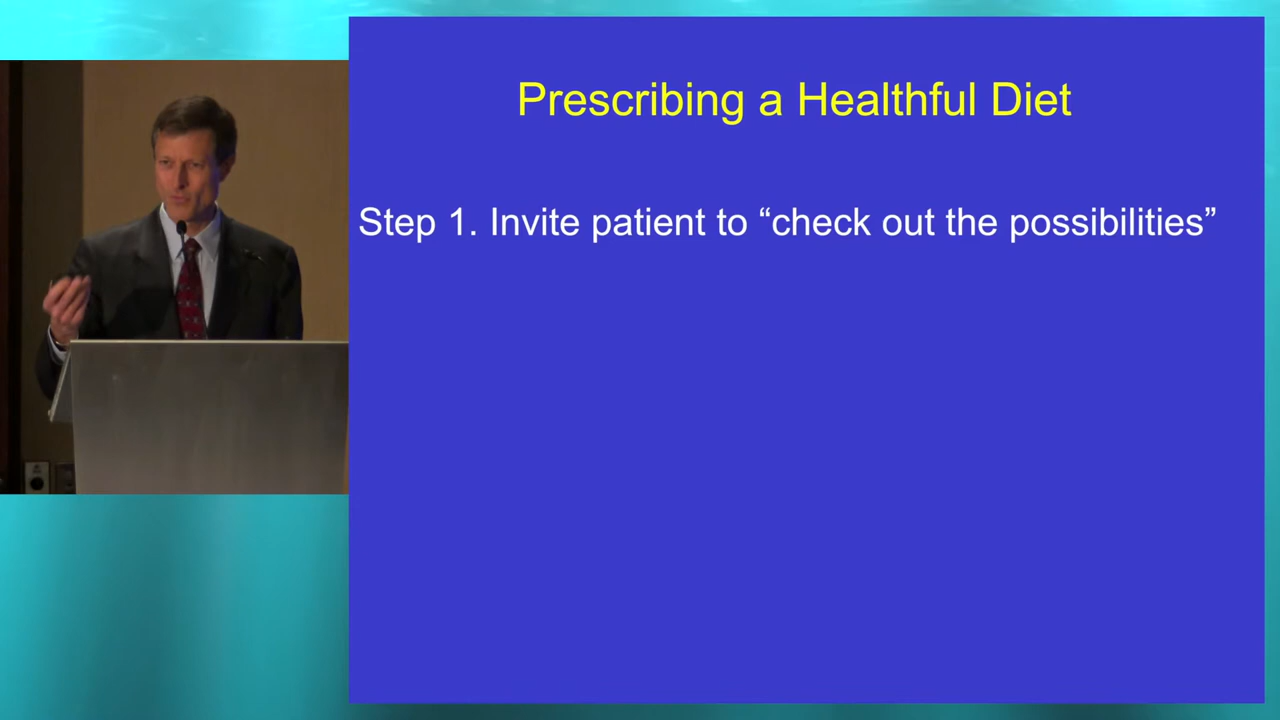 Prescribing a Healthful Diet
Step 1. Invite patient to “check out the possibilities”